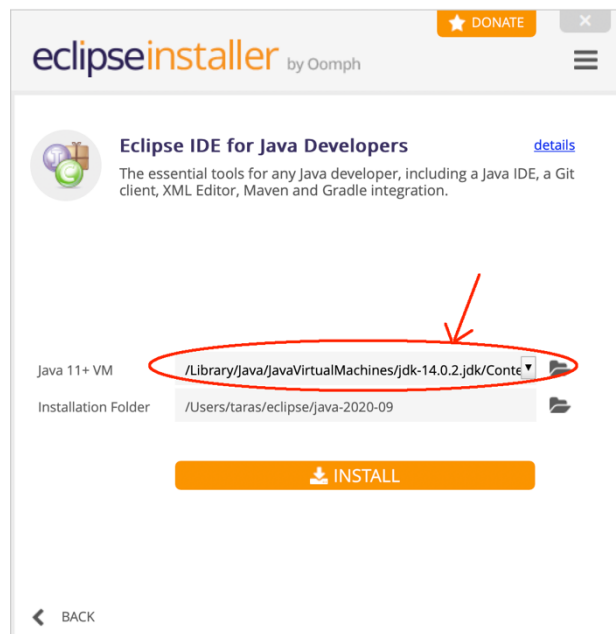 DONATE
eclipseinstaller by Oomph
Eclipse IDE for Java Developers
details
The essential tools for any Java developer, including a Java IDE, a Git
client, XML Editor, Maven and Gradle integration.
Java 11+ VM
/Library/Java/JavaVirtualMachines/jdk-14.0.2.jdk/Conte
Installation Folder
/Users/taras/eclipse/java-2020-09
INSTALL
BACK